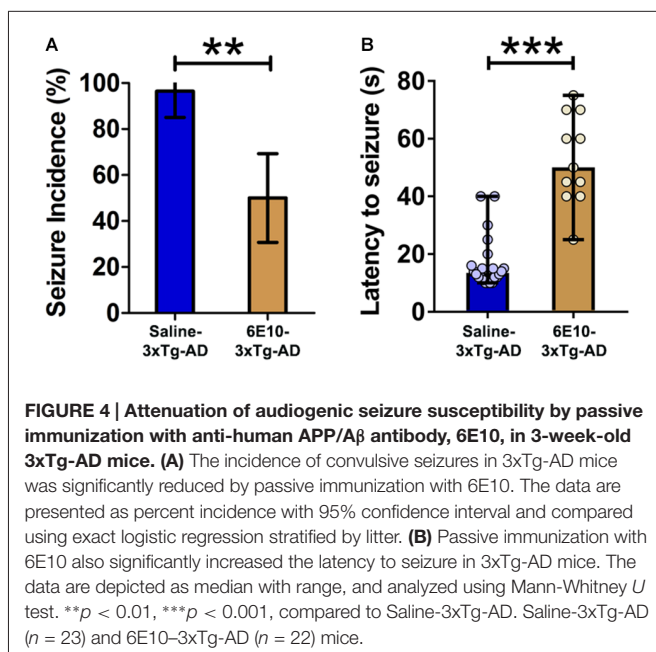 A
B
**
***
Seizure Incidence (%)
100
80
60
40
20
0
Saline-
3xTg-AD
6E10-
3xTg-AD
Latency to seizure (s)
80
60
40
20
0
Saline-
3xTg-AD
6E10-
3xTg-AD
FIGURE 4 | Attenuation of audiogenic seizure susceptibility by passive
immunization with anti-human APP/Aβ antibody, 6E10, in 3-week-old
3xTg-AD mice. (A) The incidence of convulsive seizures in 3xTg-AD mice
was significantly reduced by passive immunization with 6E10. The data are
presented as percent incidence with 95% confidence interval and compared
using exact logistic regression stratified by litter. (B) Passive immunization with
6E10 also significantly increased the latency to seizure in 3xTg-AD mice. The
data are depicted as median with range, and analyzed using Mann-Whitney U
test. **p < 0.01, ***p < 0.001, compared to Saline-3xTg-AD. Saline-3xTg-AD
(n = 23) and 6E10–3xTg-AD (n = 22) mice.